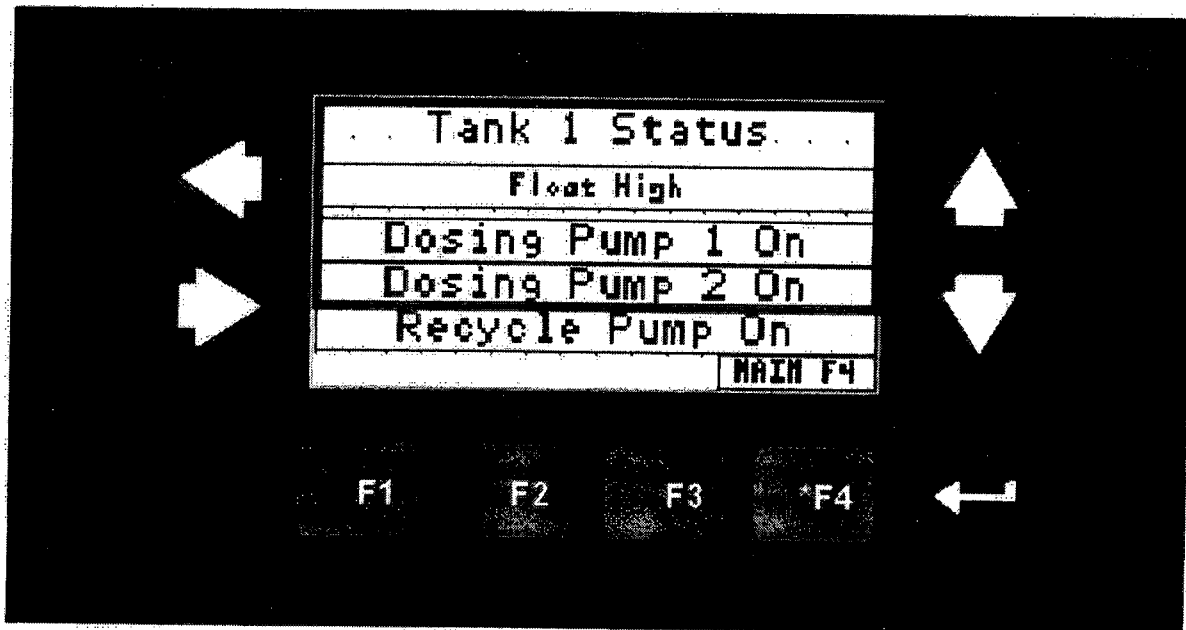 Tank 1 Status
Float High
Dosing Pump 1 On
Dosing Pump 2 On
Recycle Pump On
MAIN F4
F1 F2 F3 *F4